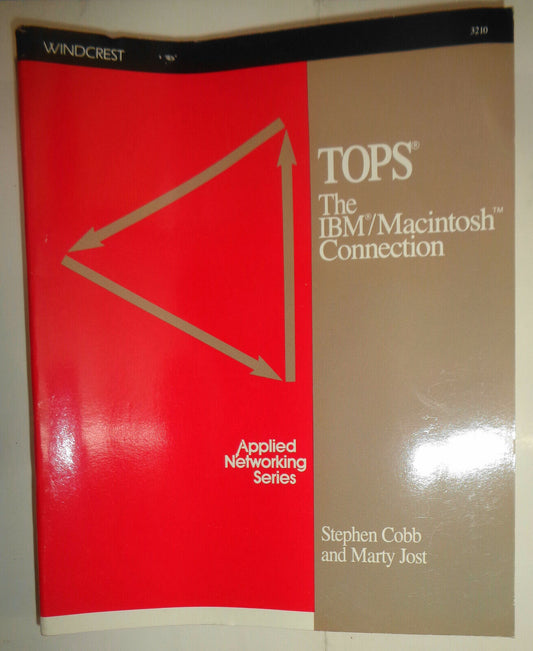 WINDCREST
3210
TOPS®
The
IBM®/Macintosh™
Connection
Applied
Networking
Series
Stephen Cobb
and Marty Jost